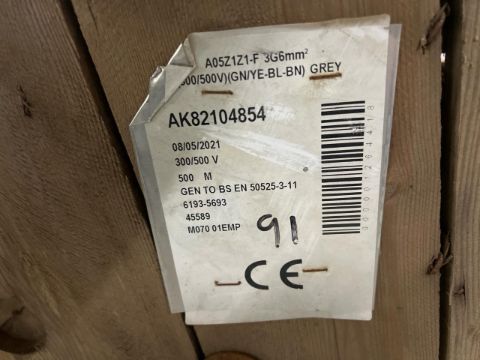 A05Z1Z1-F 3G6mm²
300/500V)(GN/YE-BL-BN) GREY
AK82104854
08/05/2021
300/500 V
500 M
GEN TO BS EN 50525-3-11
6193-5693
45589
M070 01EMP
91
CE